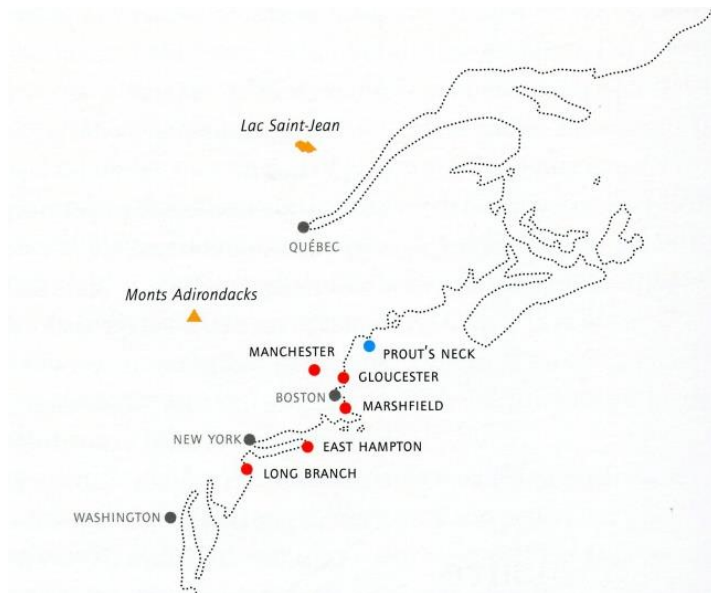 Lac Saint-Jean
QUÉBEC
Monts Adirondacks
MANCHESTER
PROUT'S NECK
GLOUCESTER
BOSTON
MARSHFIELD
NEW YORK
EAST HAMPTON
LONG BRANCH
WASHINGTON